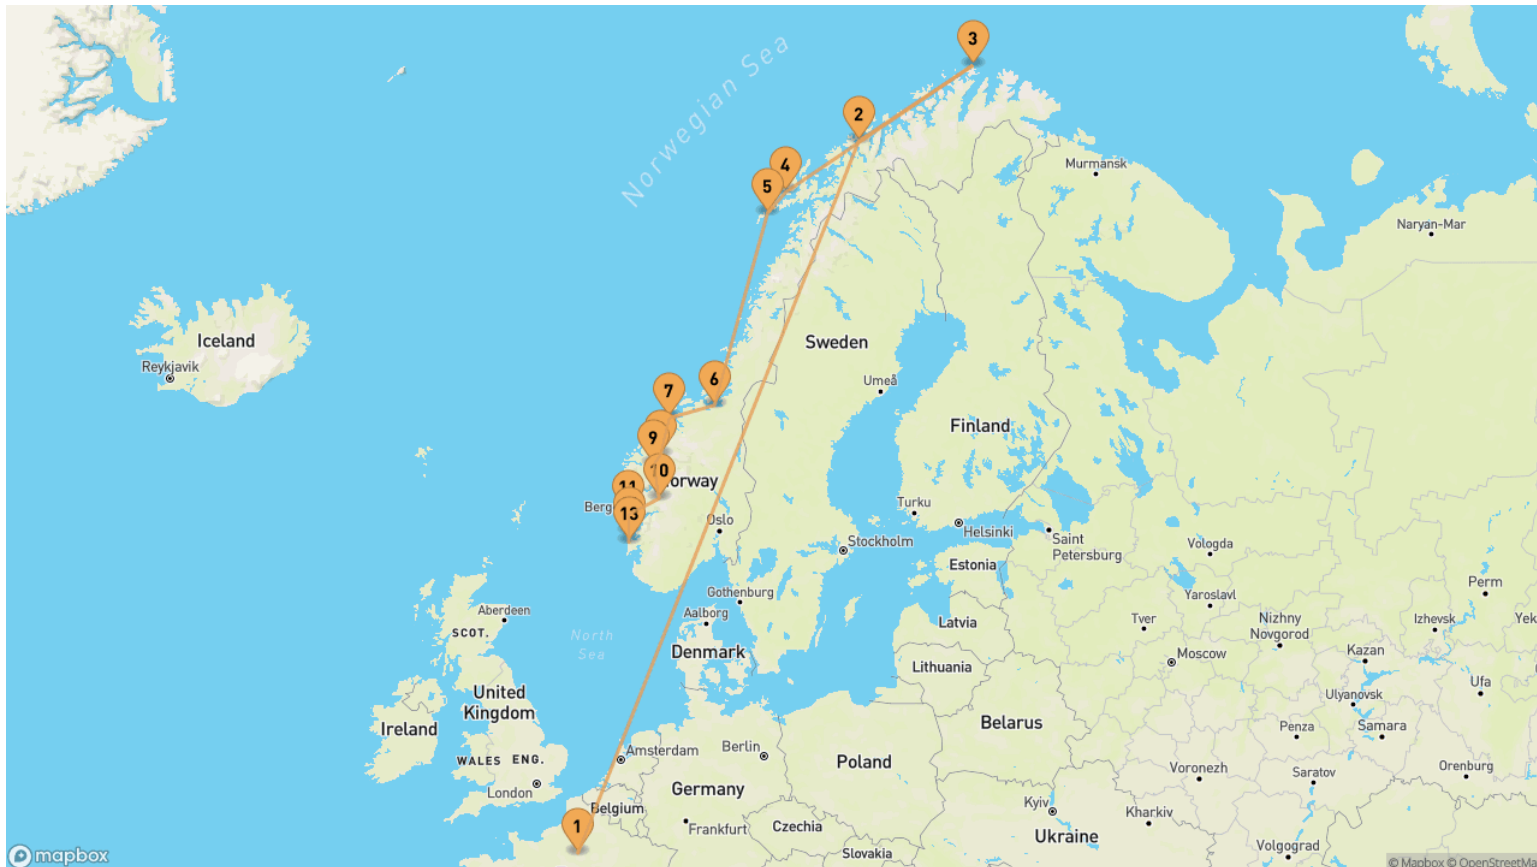 3
Norwegian Sea
2
Murmansk
4
5
Naryan-Mar
Iceland
Reykjavik
Sweden
6
Umeå
7
Finland
9
10
orway
11
Berg
13
Oslo
Turku
Helsinki
Saint
Petersburg
Stockholm
Vologda
Estonia
Perm
Gothenburg
Yaroslavl
Aberdeen
Aalborg
Tver
Nizhny
Novgorod
Izhevsk
Yek
SCOT.
North
Sea
Latvia
Denmark
Moscow
Kazan
Lithuania
Ufa
United
Kingdom
Ulyanovsk
Ireland
Belarus
Penza
Samara
Amsterdam
Berlin
WALES
ENG.
Poland
Voronezh
Saratov
Orenburg
London
Germany
Belgium
Kyiv
Kharkiv
1
Frankfurt
Czechia
Ukraine
Volgograd
Slovakia
mapbox
© Mapbox © OpenStreetMa